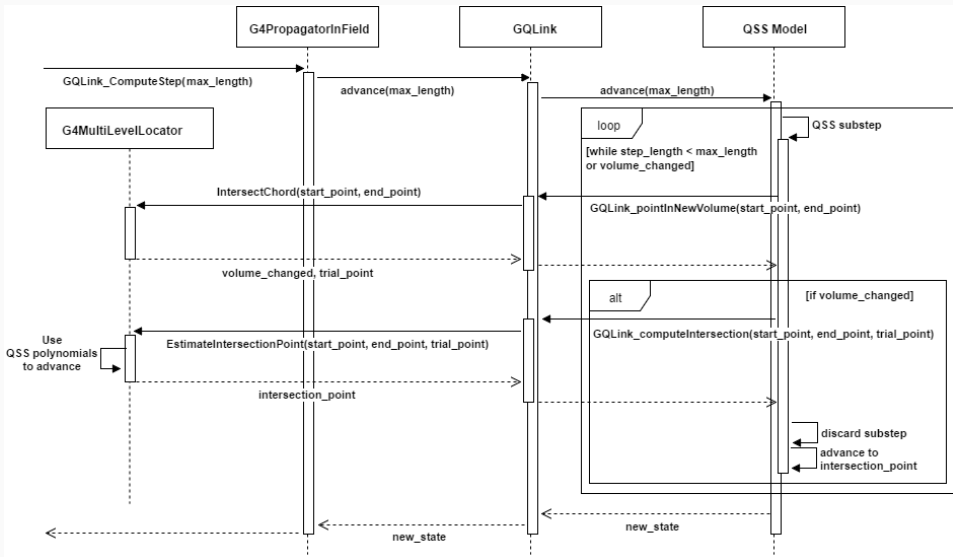 G4PropagatorInField
GQLink
QSS Model
GQLink_ComputeStep(max_length)
advance(max_length)
advance(max_length)
G4MultiLevelLocator
loop
QSS substep
[while step_length < max_length
or volume_changed]
IntersectChord(start_point, end_point)
GQLink_pointInNewVolume(start_point, end_point)
volume_changed, trial_point
alt
[if volume_changed]
GQLink_computeIntersection(start_point, end_point, trial_point)
Use
QSS polynomials
to advance
EstimateIntersectionPoint(start_point, end_point, trial_point)
intersection_point
discard substep
advance to
intersection_point
new_state
new_state